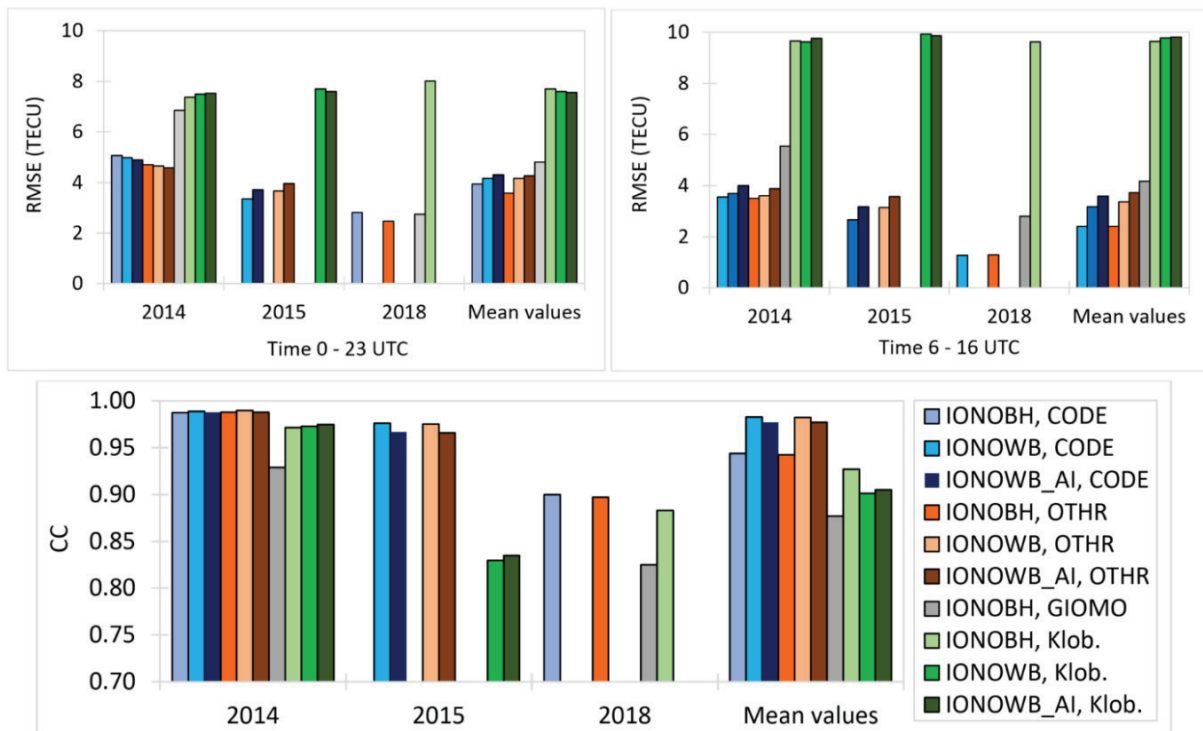 10
8
6
4
2
0
RMSE (TECU)
2014 2015 2018 Mean values
Time 0 - 23 UTC
10
8
6
4
2
0
RMSE (TECU)
2014 2015 2018 Mean values
Time 6 - 16 UTC
1.00
0.95
0.90
0.85
0.80
0.75
0.70
CC
2014 2015 2018 Mean values
IONOBH, CODE
IONOWB, CODE
IONOWB_AI, CODE
IONOBH, OTHR
IONOWB, OTHR
IONOWB_AI, OTHR
IONOBH, GIOMO
IONOBH, Klob.
IONOWB, Klob.
IONOWB_AI, Klob.